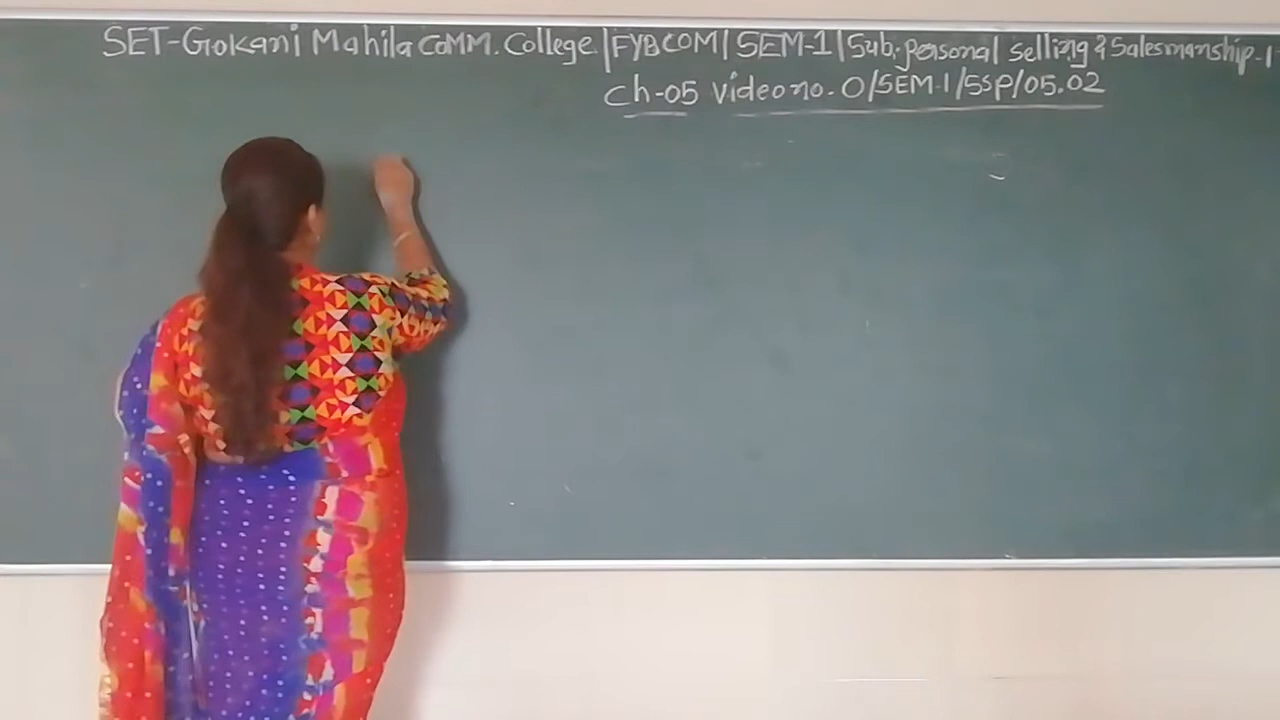 SET-Gokani Mahila COMM. College |FYBCOM| SEM-1|Sub. personal selling & Salesmanship-1
Ch-05 Video no. O/SEM-1/SSP/05.02